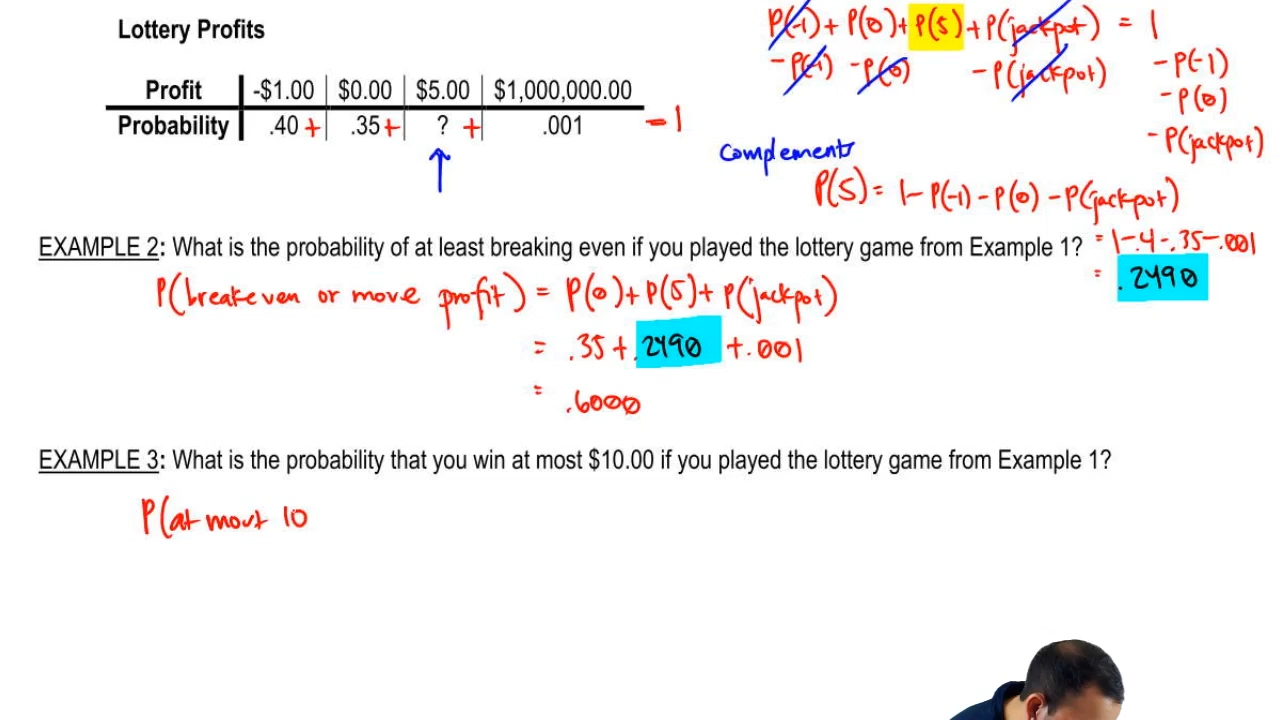 Lottery Profits
Profit -$1.00 $0.00 $5.00 $1,000,000.00
Probability .40 + .35 + ? + .001 = 1
P(-1) + P(0) + P(5) + P(jackpot) = 1
-P(-1) -P(0) -P(jackpot) -P(-1)
-P(0)
-P(jackpot)
complements
P(5) = 1 - P(-1) - P(0) - P(jackpot)
= 1 - .4 - .35 - .001
= .2490
EXAMPLE 2: What is the probability of at least breaking even if you played the lottery game from Example 1?
P(breakeven or move profit) = P(0) + P(5) + P(jackpot)
= .35 + .2490 + .001
= .6000
EXAMPLE 3: What is the probability that you win at most $10.00 if you played the lottery game from Example 1?
P(at most 10